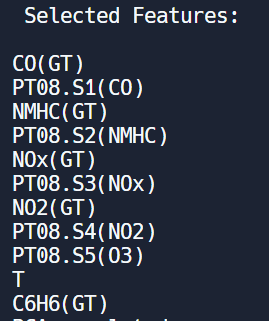 Selected Features:
CO(GT)
PT08.S1(CO)
NMHC(GT)
PT08.S2(NMHC)
NOx(GT)
PT08.S3(NOx)
NO2(GT)
PT08.S4(NO2)
PT08.S5(O3)
T
C6H6(GT)